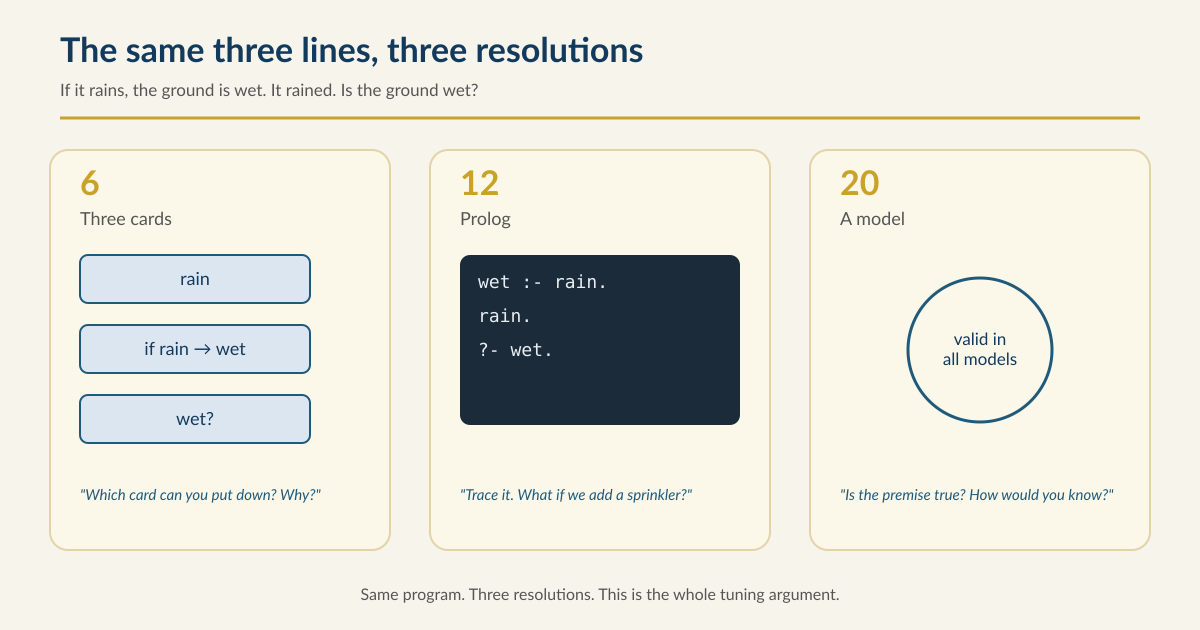 The same three lines, three resolutions
If it rains, the ground is wet. It rained. Is the ground wet?
6
Three cards
rain
if rain → wet
wet?
"Which card can you put down? Why?"
12
Prolog
wet :- rain.
rain.
?- wet.
"Trace it. What if we add a sprinkler?"
20
A model
valid in
all models
"Is the premise true? How would you know?"
Same program. Three resolutions. This is the whole tuning argument.